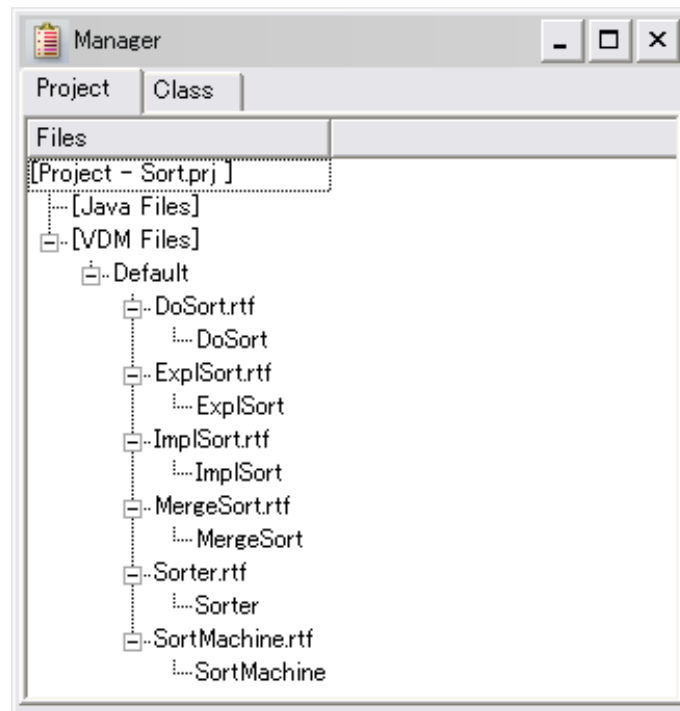 Manager
Project Class
Files
[Project - Sort.prj ]
[Java Files]
[VDM Files]
Default
DoSort.rtf
DoSort
ExplSort.rtf
ExplSort
ImplSort.rtf
ImplSort
MergeSort.rtf
MergeSort
Sorter.rtf
Sorter
SortMachine.rtf
SortMachine